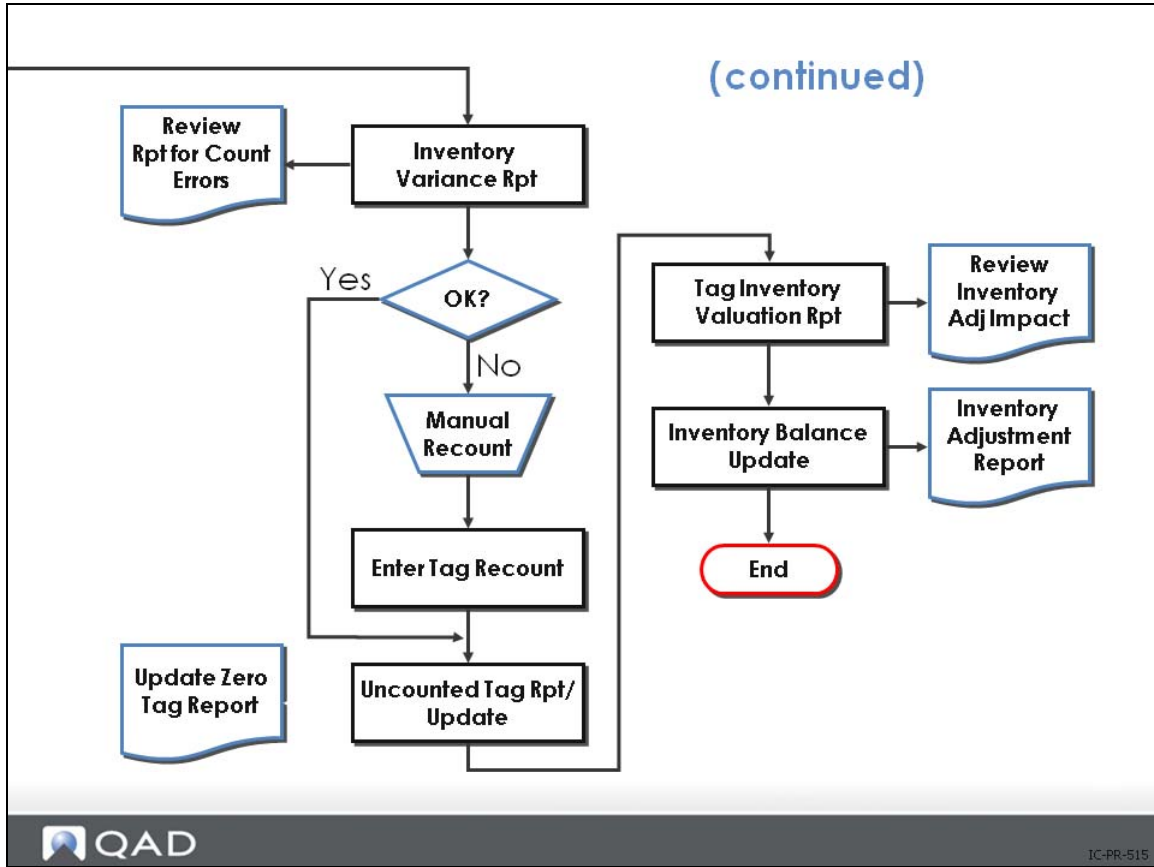 (continued)
Review
Rpt for Count
Errors
Inventory
Variance Rpt
Yes
OK?
No
Manual
Recount
Enter Tag Recount
Update Zero
Tag Report
Uncounted Tag Rpt/
Update
Tag Inventory
Valuation Rpt
Review
Inventory
Adj Impact
Inventory Balance
Update
Inventory
Adjustment
Report
End
QAD
IC-PR-515